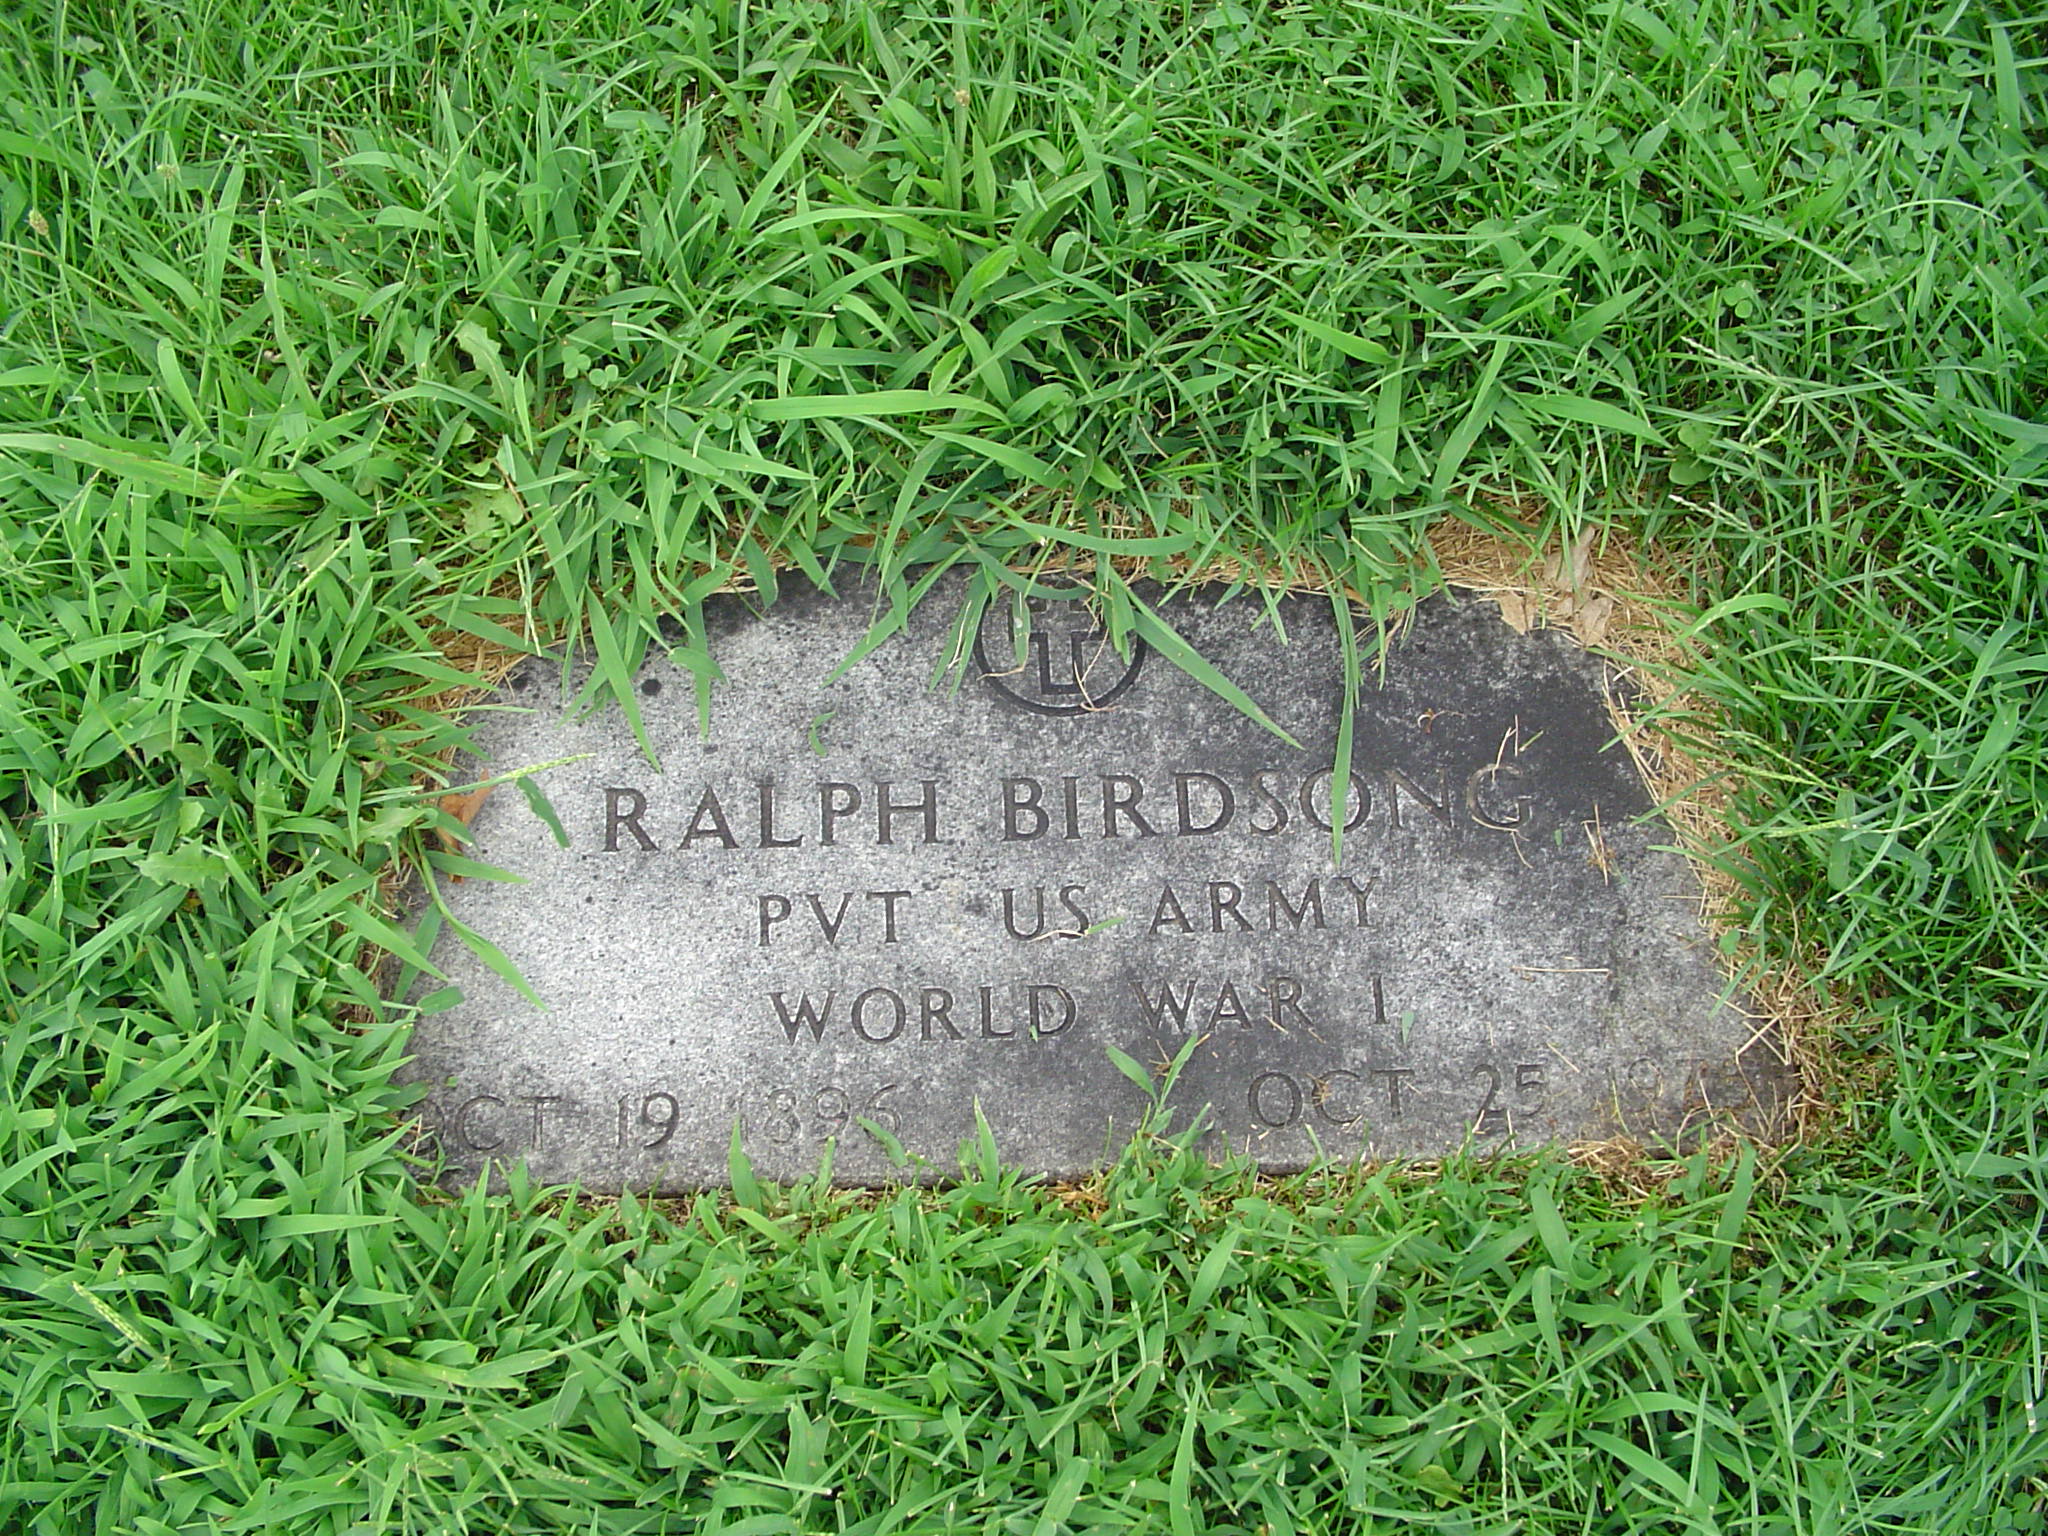 RALPH BIRDSONG
PVT US ARMY
WORLD WAR I
OCT 19 1896 OCT 25